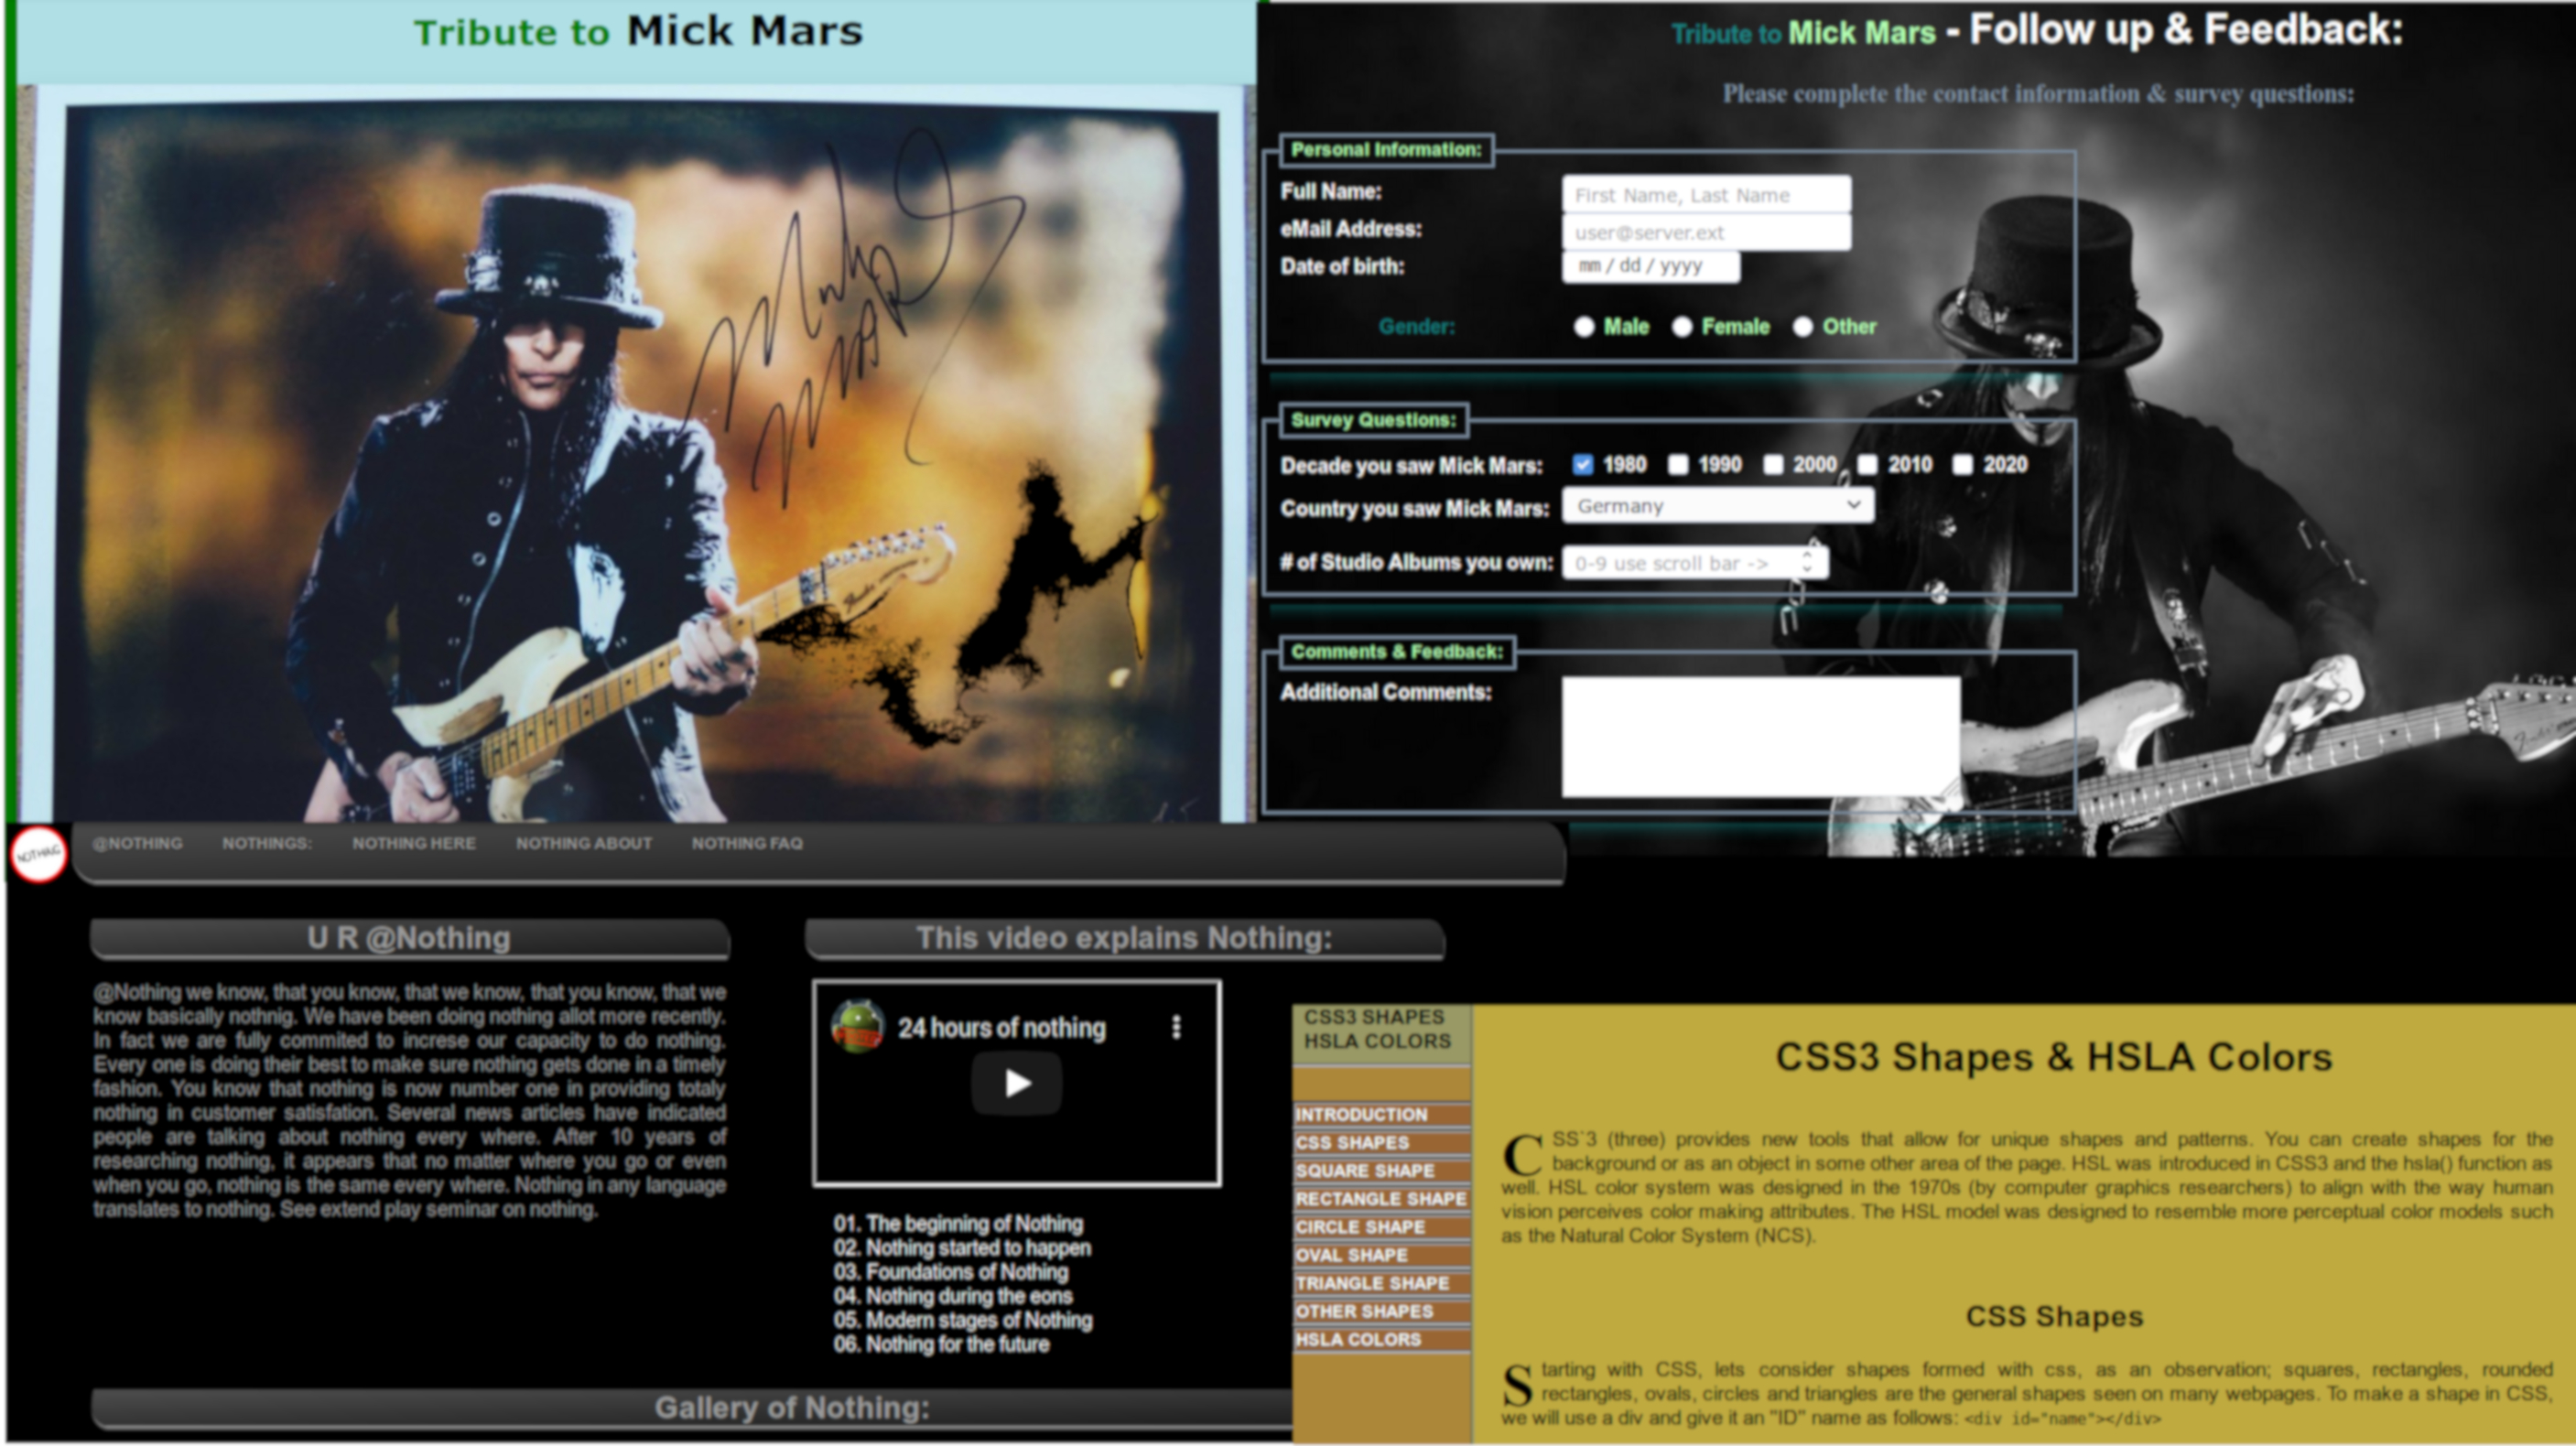 Tribute to Mick Mars
Mick
MARS
Tribute to Mick Mars - Follow up & Feedback:
Please complete the contact information & survey questions:
Personal Information:
Full Name: First Name, Last Name
eMail Address: user@server.ext
Date of birth: mm / dd / yyyy
Gender: Male Female Other
Survey Questions:
Decade you saw Mick Mars: 1980 1990 2000 2010 2020
Country you saw Mick Mars: Germany
# of Studio Albums you own: 0-9 use scroll bar ->
Comments & Feedback:
Additional Comments:
NOTHING
@NOTHING NOTHINGS: NOTHING HERE NOTHING ABOUT NOTHING FAQ
U R @Nothing
@Nothing we know, that you know, that we know, that you know, that we
know basically nothnig. We have been doing nothing allot more recently.
In fact we are fully commited to increse our capacity to do nothing.
Every one is doing their best to make sure nothing gets done in a timely
fashion. You know that nothing is now number one in providing totaly
nothing in customer satisfation. Several news articles have indicated
people are talking about nothing every where. After 10 years of
researching nothing, it appears that no matter where you go or even
when you go, nothing is the same every where. Nothing in any language
translates to nothing. See extend play seminar on nothing.
This video explains Nothing:
24 hours of nothing
01. The beginning of Nothing
02. Nothing started to happen
03. Foundations of Nothing
04. Nothing during the eons
05. Modern stages of Nothing
06. Nothing for the future
Gallery of Nothing:
CSS3 SHAPES
HSLA COLORS
INTRODUCTION
CSS SHAPES
SQUARE SHAPE
RECTANGLE SHAPE
CIRCLE SHAPE
OVAL SHAPE
TRIANGLE SHAPE
OTHER SHAPES
HSLA COLORS
CSS3 Shapes & HSLA Colors
CSS`3 (three) provides new tools that allow for unique shapes and patterns. You can create shapes for the
background or as an object in some other area of the page. HSL was introduced in CSS3 and the hsla() function as
well. HSL color system was designed in the 1970s (by computer graphics researchers) to align with the way human
vision perceives color making attributes. The HSL model was designed to resemble more perceptual color models such
as the Natural Color System (NCS).
CSS Shapes
Starting with CSS, lets consider shapes formed with css, as an observation; squares, rectangles, rounded
rectangles, ovals, circles and triangles are the general shapes seen on many webpages. To make a shape in CSS,
we will use a div and give it an "ID" name as follows: <div id="name"></div>